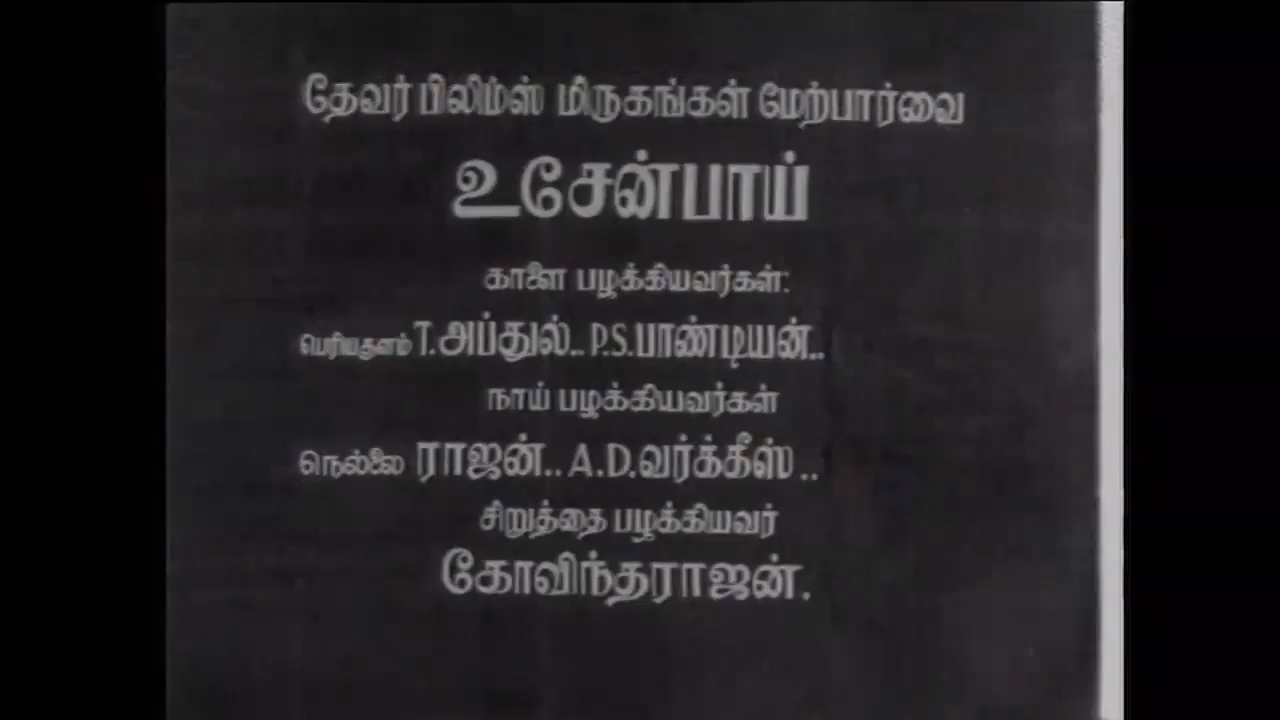 தேவர் பிலிம்ஸ் மிருகங்கள் மேற்பார்வை
உசேன்பாய்
காளை பழக்கியவர்கள்:
பெரியகுளம் T.அப்துல்.. P.S.பாண்டியன்..
நாய் பழக்கியவர்கள்
நெல்லை ராஜன்.. A.D.வர்க்கீஸ் ..
சிறுத்தை பழக்கியவர்
கோவிந்தராஜன்.